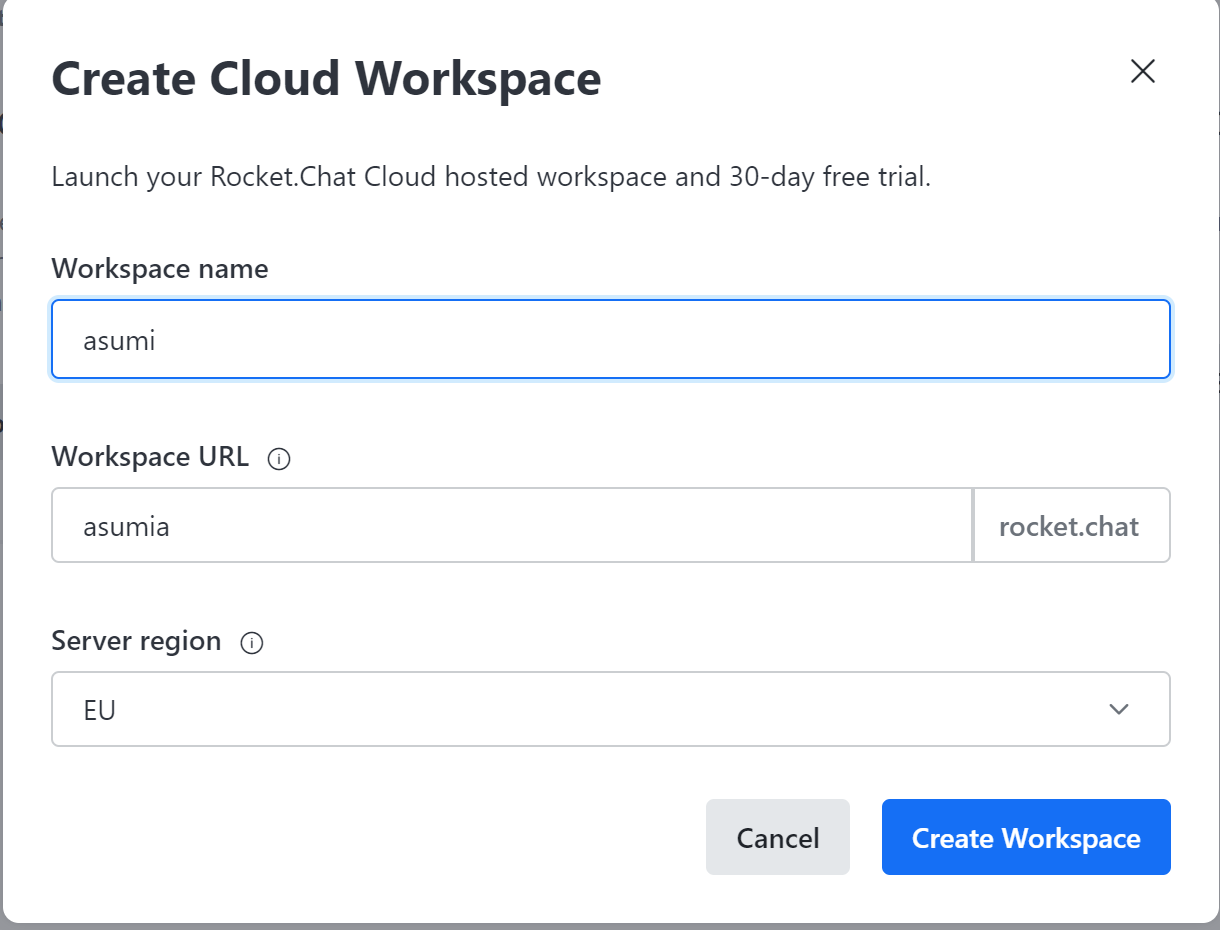 Create Cloud Workspace
Launch your Rocket.Chat Cloud hosted workspace and 30-day free trial.
Workspace name
asumi
Workspace URL
asumia rocket.chat
Server region
EU
Cancel Create Workspace